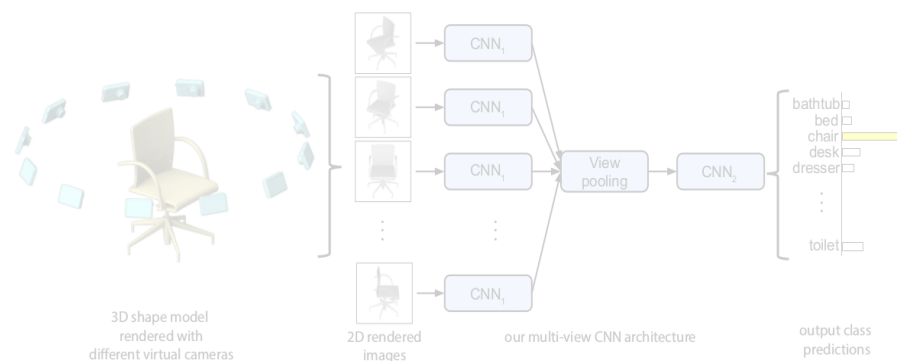 CNN₁
CNN₁
CNN₁
CNN₁
View
pooling
CNN₂
bathtub
bed
chair
desk
dresser
toilet
3D shape model
rendered with
different virtual cameras
2D rendered
images
our multi-view CNN architecture
output class
predictions